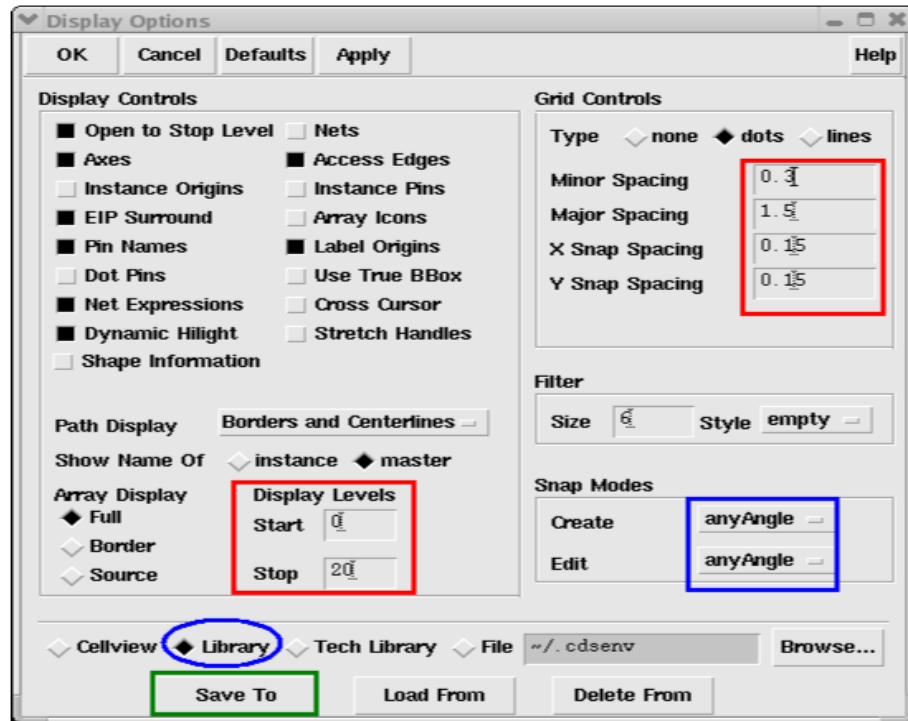 Display Options
OK Cancel Defaults Apply Help
Display Controls
Open to Stop Level Nets
Axes Access Edges
Instance Origins Instance Pins
EIP Surround Array Icons
Pin Names Label Origins
Dot Pins Use True BBox
Net Expressions Cross Cursor
Dynamic Hilight Stretch Handles
Shape Information
Path Display Borders and Centerlines
Show Name Of instance master
Array Display Display Levels
Full Start 0
Border
Source Stop 20
Grid Controls
Type none dots lines
Minor Spacing 0.3
Major Spacing 1.5
X Snap Spacing 0.15
Y Snap Spacing 0.15
Filter
Size 6 Style empty
Snap Modes
Create anyAngle
Edit anyAngle
Cellview Library Tech Library File ~/.cdsenv Browse...
Save To Load From Delete From